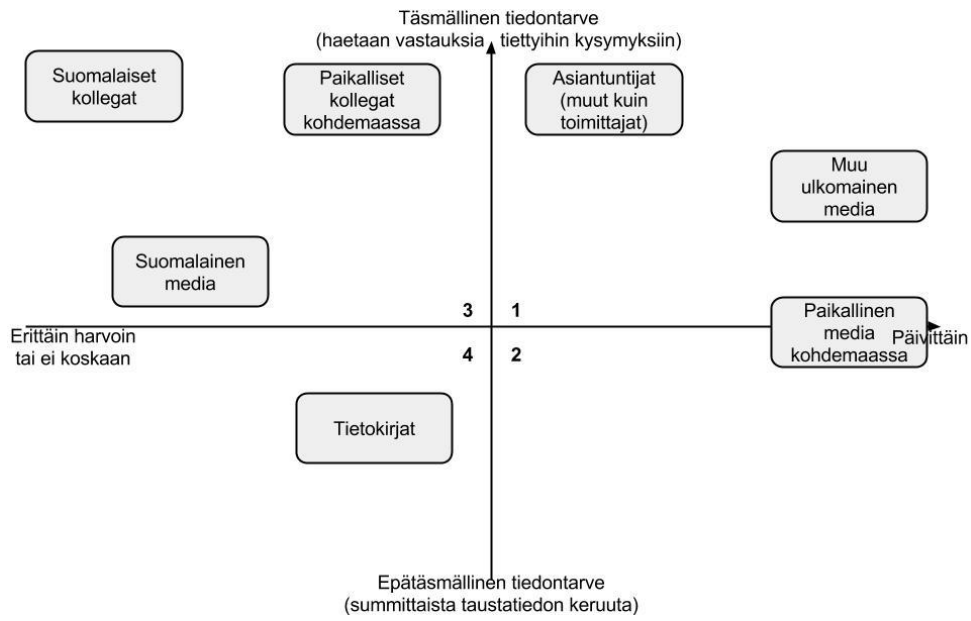 Täsmällinen tiedontarve
(haetaan vastauksia tiettyihin kysymyksiin)
Suomalaiset
kollegat
Paikalliset
kollegat
kohdemaassa
Asiantuntijat
(muut kuin
toimittajat)
Muu
ulkomainen
media
Suomalainen
media
3 1
Erittäin harvoin
tai ei koskaan
Paikallinen
media
kohdemaassa
Päivittäin
4 2
Tietokirjat
Epätäsmällinen tiedontarve
(summittaista taustatiedon keruuta)